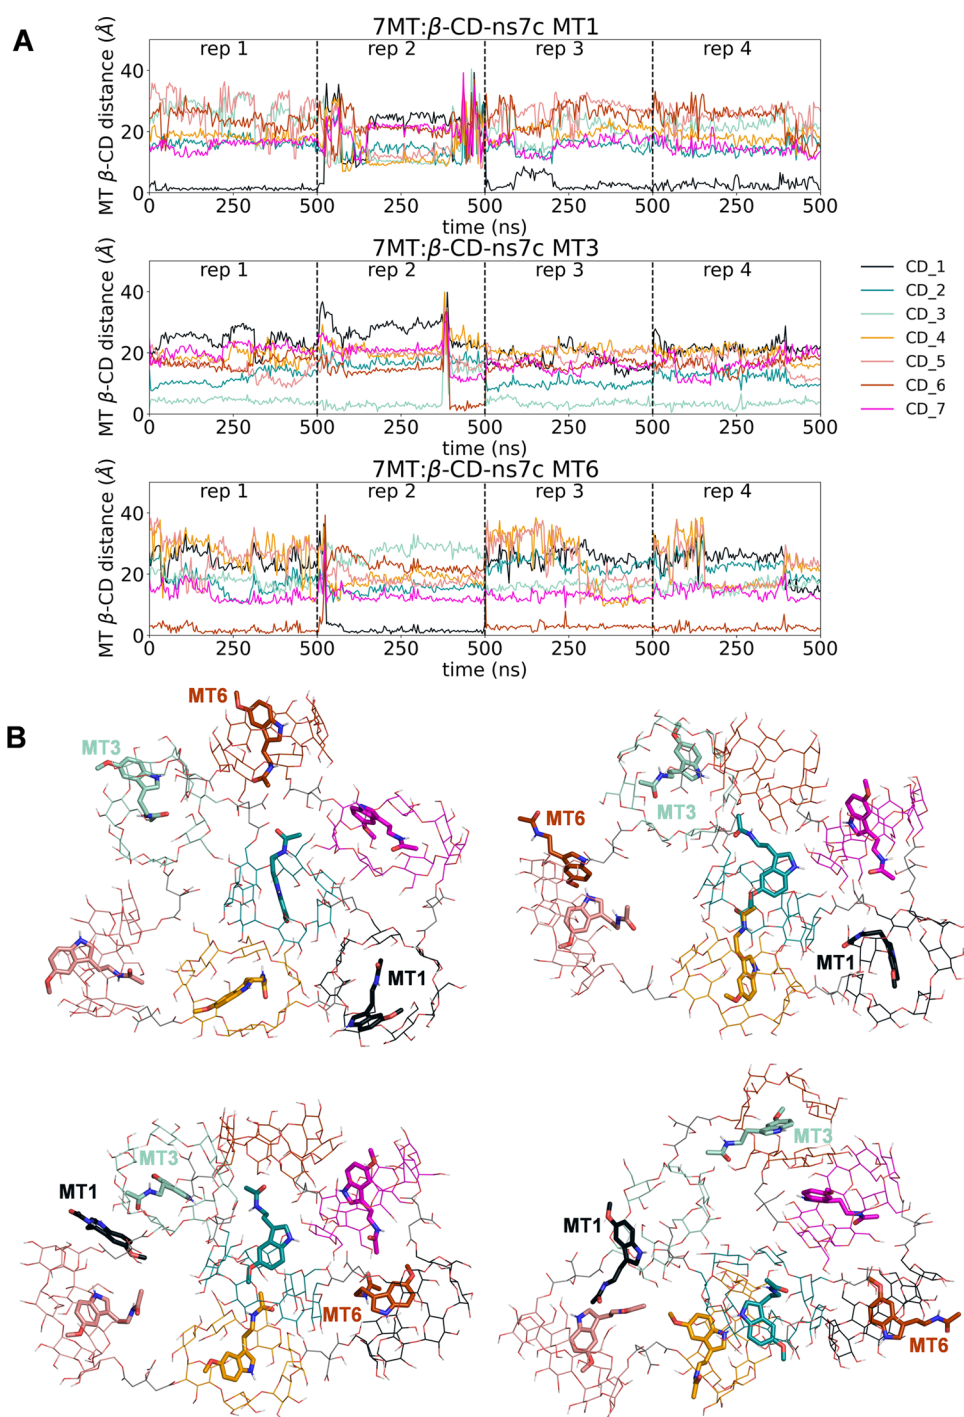 A
7MT:β-CD-ns7c MT1
MT β-CD distance (Å)
rep 1 rep 2 rep 3 rep 4
40
20
0
0 250 500 250 500 250 500 250 500
time (ns)
7MT:β-CD-ns7c MT3
MT β-CD distance (Å)
rep 1 rep 2 rep 3 rep 4
40
20
0
0 250 500 250 500 250 500 250 500
time (ns)
7MT:β-CD-ns7c MT6
MT β-CD distance (Å)
rep 1 rep 2 rep 3 rep 4
40
20
0
0 250 500 250 500 250 500 250 500
time (ns)
CD_1
CD_2
CD_3
CD_4
CD_5
CD_6
CD_7
B
MT6
MT3
MT1
MT3
MT6
MT1
MT3
MT1
MT6
MT3
MT1
MT6